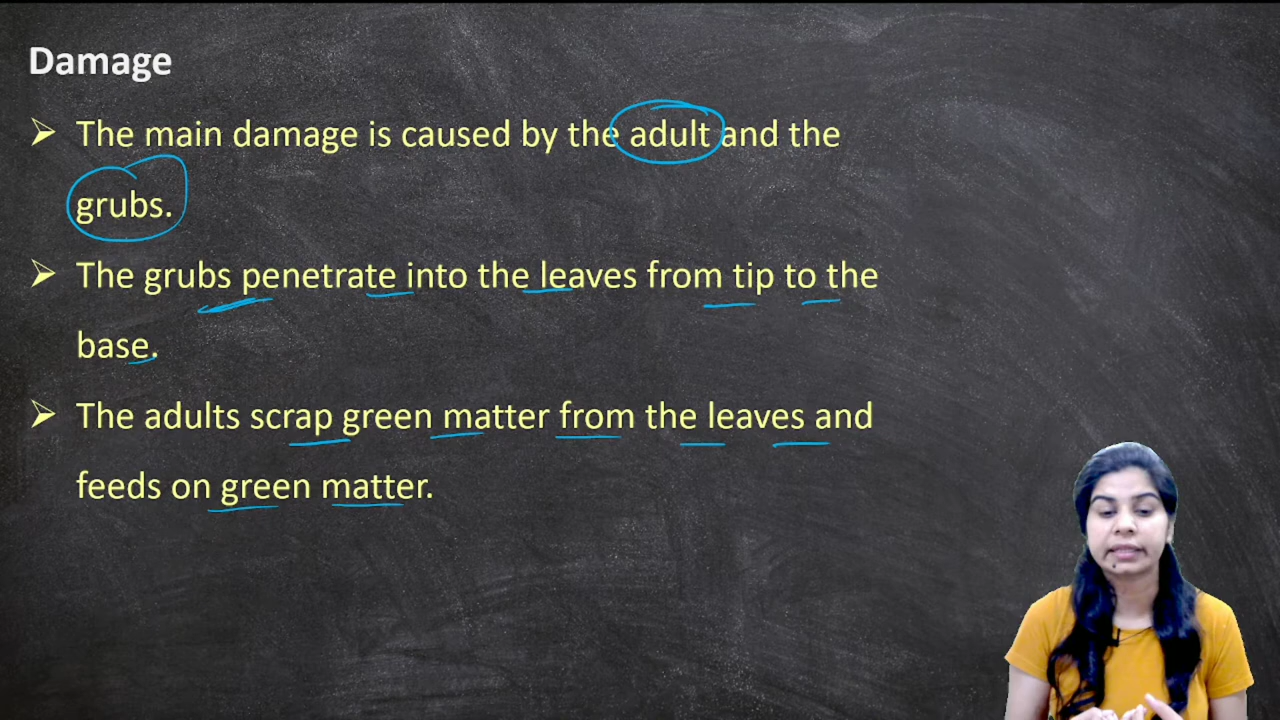 Damage
➢ The main damage is caused by the adult and the
grubs.
➢ The grubs penetrate into the leaves from tip to the
base.
➢ The adults scrap green matter from the leaves and
feeds on green matter.